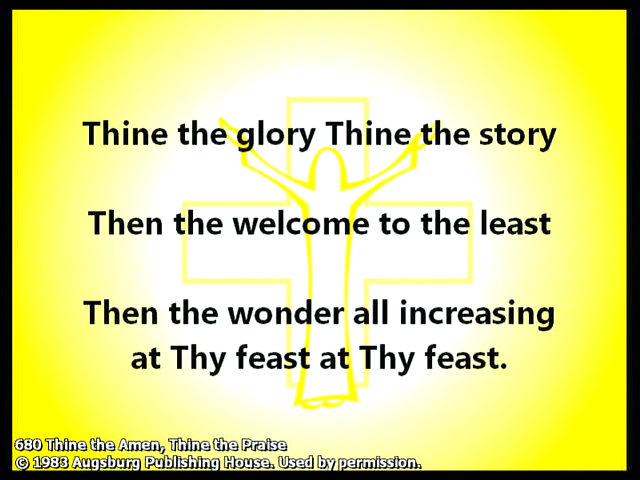 Thine the glory Thine the story
Then the welcome to the least
Then the wonder all increasing
at Thy feast at Thy feast.
680 Thine the Amen, Thine the Praise
© 1983 Augsburg Publishing House. Used by permission.